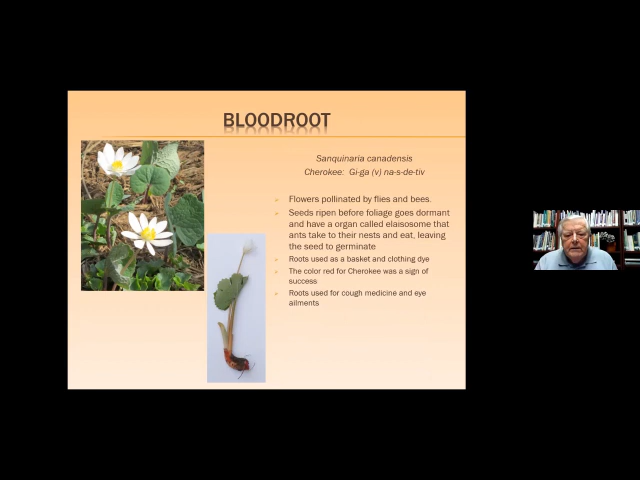 BLOODROOT
Sanquinaria canadensis
Cherokee: Gi-ga (v) na-s-de-tiv
Flowers pollinated by flies and bees.
Seeds ripen before foliage goes dormant
and have a organ called elaisosome that
ants take to their nests and eat, leaving
the seed to germinate
Roots used as a basket and clothing dye
The color red for Cherokee was a sign of
success
Roots used for cough medicine and eye
ailments